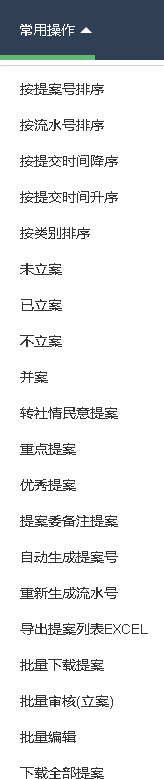 常用操作
按提案号排序
按流水号排序
按提交时间降序
按提交时间升序
按类别排序
未立案
已立案
不立案
并案
转社情民意提案
重点提案
优秀提案
提案委备注提案
自动生成提案号
重新生成流水号
导出提案列表EXCEL
批量下载提案
批量审核(立案)
批量编辑
下载全部提案